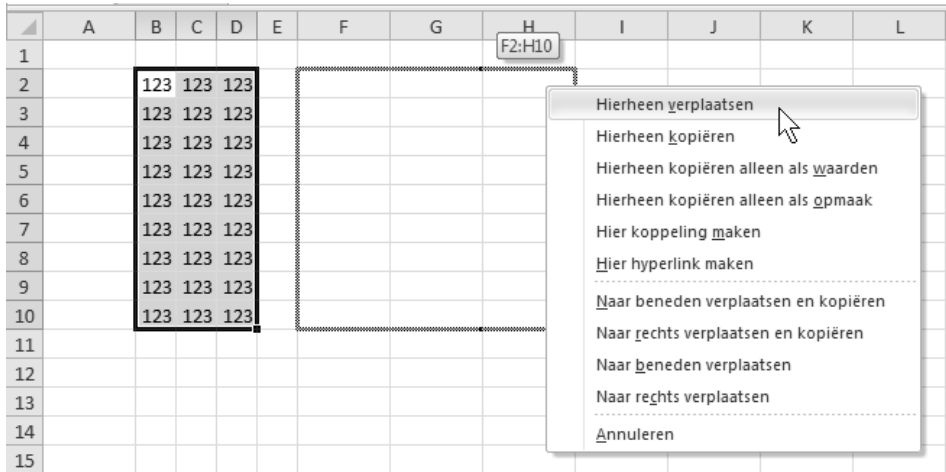 A B C D E F G H I J K L
F2:H10
1
2 123 123 123
3 123 123 123
4 123 123 123
5 123 123 123
6 123 123 123
7 123 123 123
8 123 123 123
9 123 123 123
10 123 123 123
11
12
13
14
15
Hierheen verplaatsen
Hierheen kopiëren
Hierheen kopiëren alleen als waarden
Hierheen kopiëren alleen als opmaak
Hier koppeling maken
Hier hyperlink maken
Naar beneden verplaatsen en kopiëren
Naar rechts verplaatsen en kopiëren
Naar beneden verplaatsen
Naar rechts verplaatsen
Annuleren